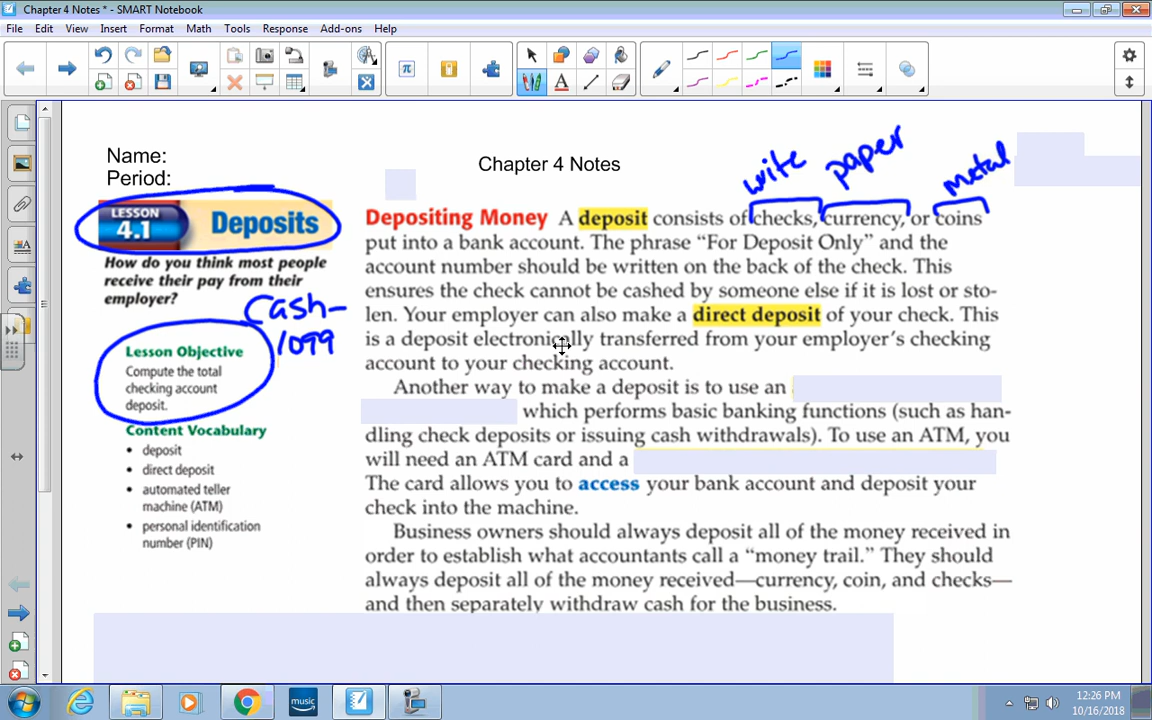 Chapter 4 Notes * - SMART Notebook
File Edit View Insert Format Math Tools Response Add-ons Help
Name:
Period:
Chapter 4 Notes
write paper metal
LESSON
4.1
Deposits
How do you think most people
receive their pay from their
employer?
Cash-
1099
Lesson Objective
Compute the total
checking account
deposit.
Content Vocabulary
• deposit
• direct deposit
• automated teller
machine (ATM)
• personal identification
number (PIN)
Depositing Money A deposit consists of checks, currency, or coins
put into a bank account. The phrase “For Deposit Only” and the
account number should be written on the back of the check. This
ensures the check cannot be cashed by someone else if it is lost or sto-
len. Your employer can also make a direct deposit of your check. This
is a deposit electronically transferred from your employer’s checking
account to your checking account.
Another way to make a deposit is to use an
which performs basic banking functions (such as han-
dling check deposits or issuing cash withdrawals). To use an ATM, you
will need an ATM card and a
The card allows you to access your bank account and deposit your
check into the machine.
Business owners should always deposit all of the money received in
order to establish what accountants call a “money trail.” They should
always deposit all of the money received—currency, coin, and checks—
and then separately withdraw cash for the business.
music
12:26 PM
10/16/2018